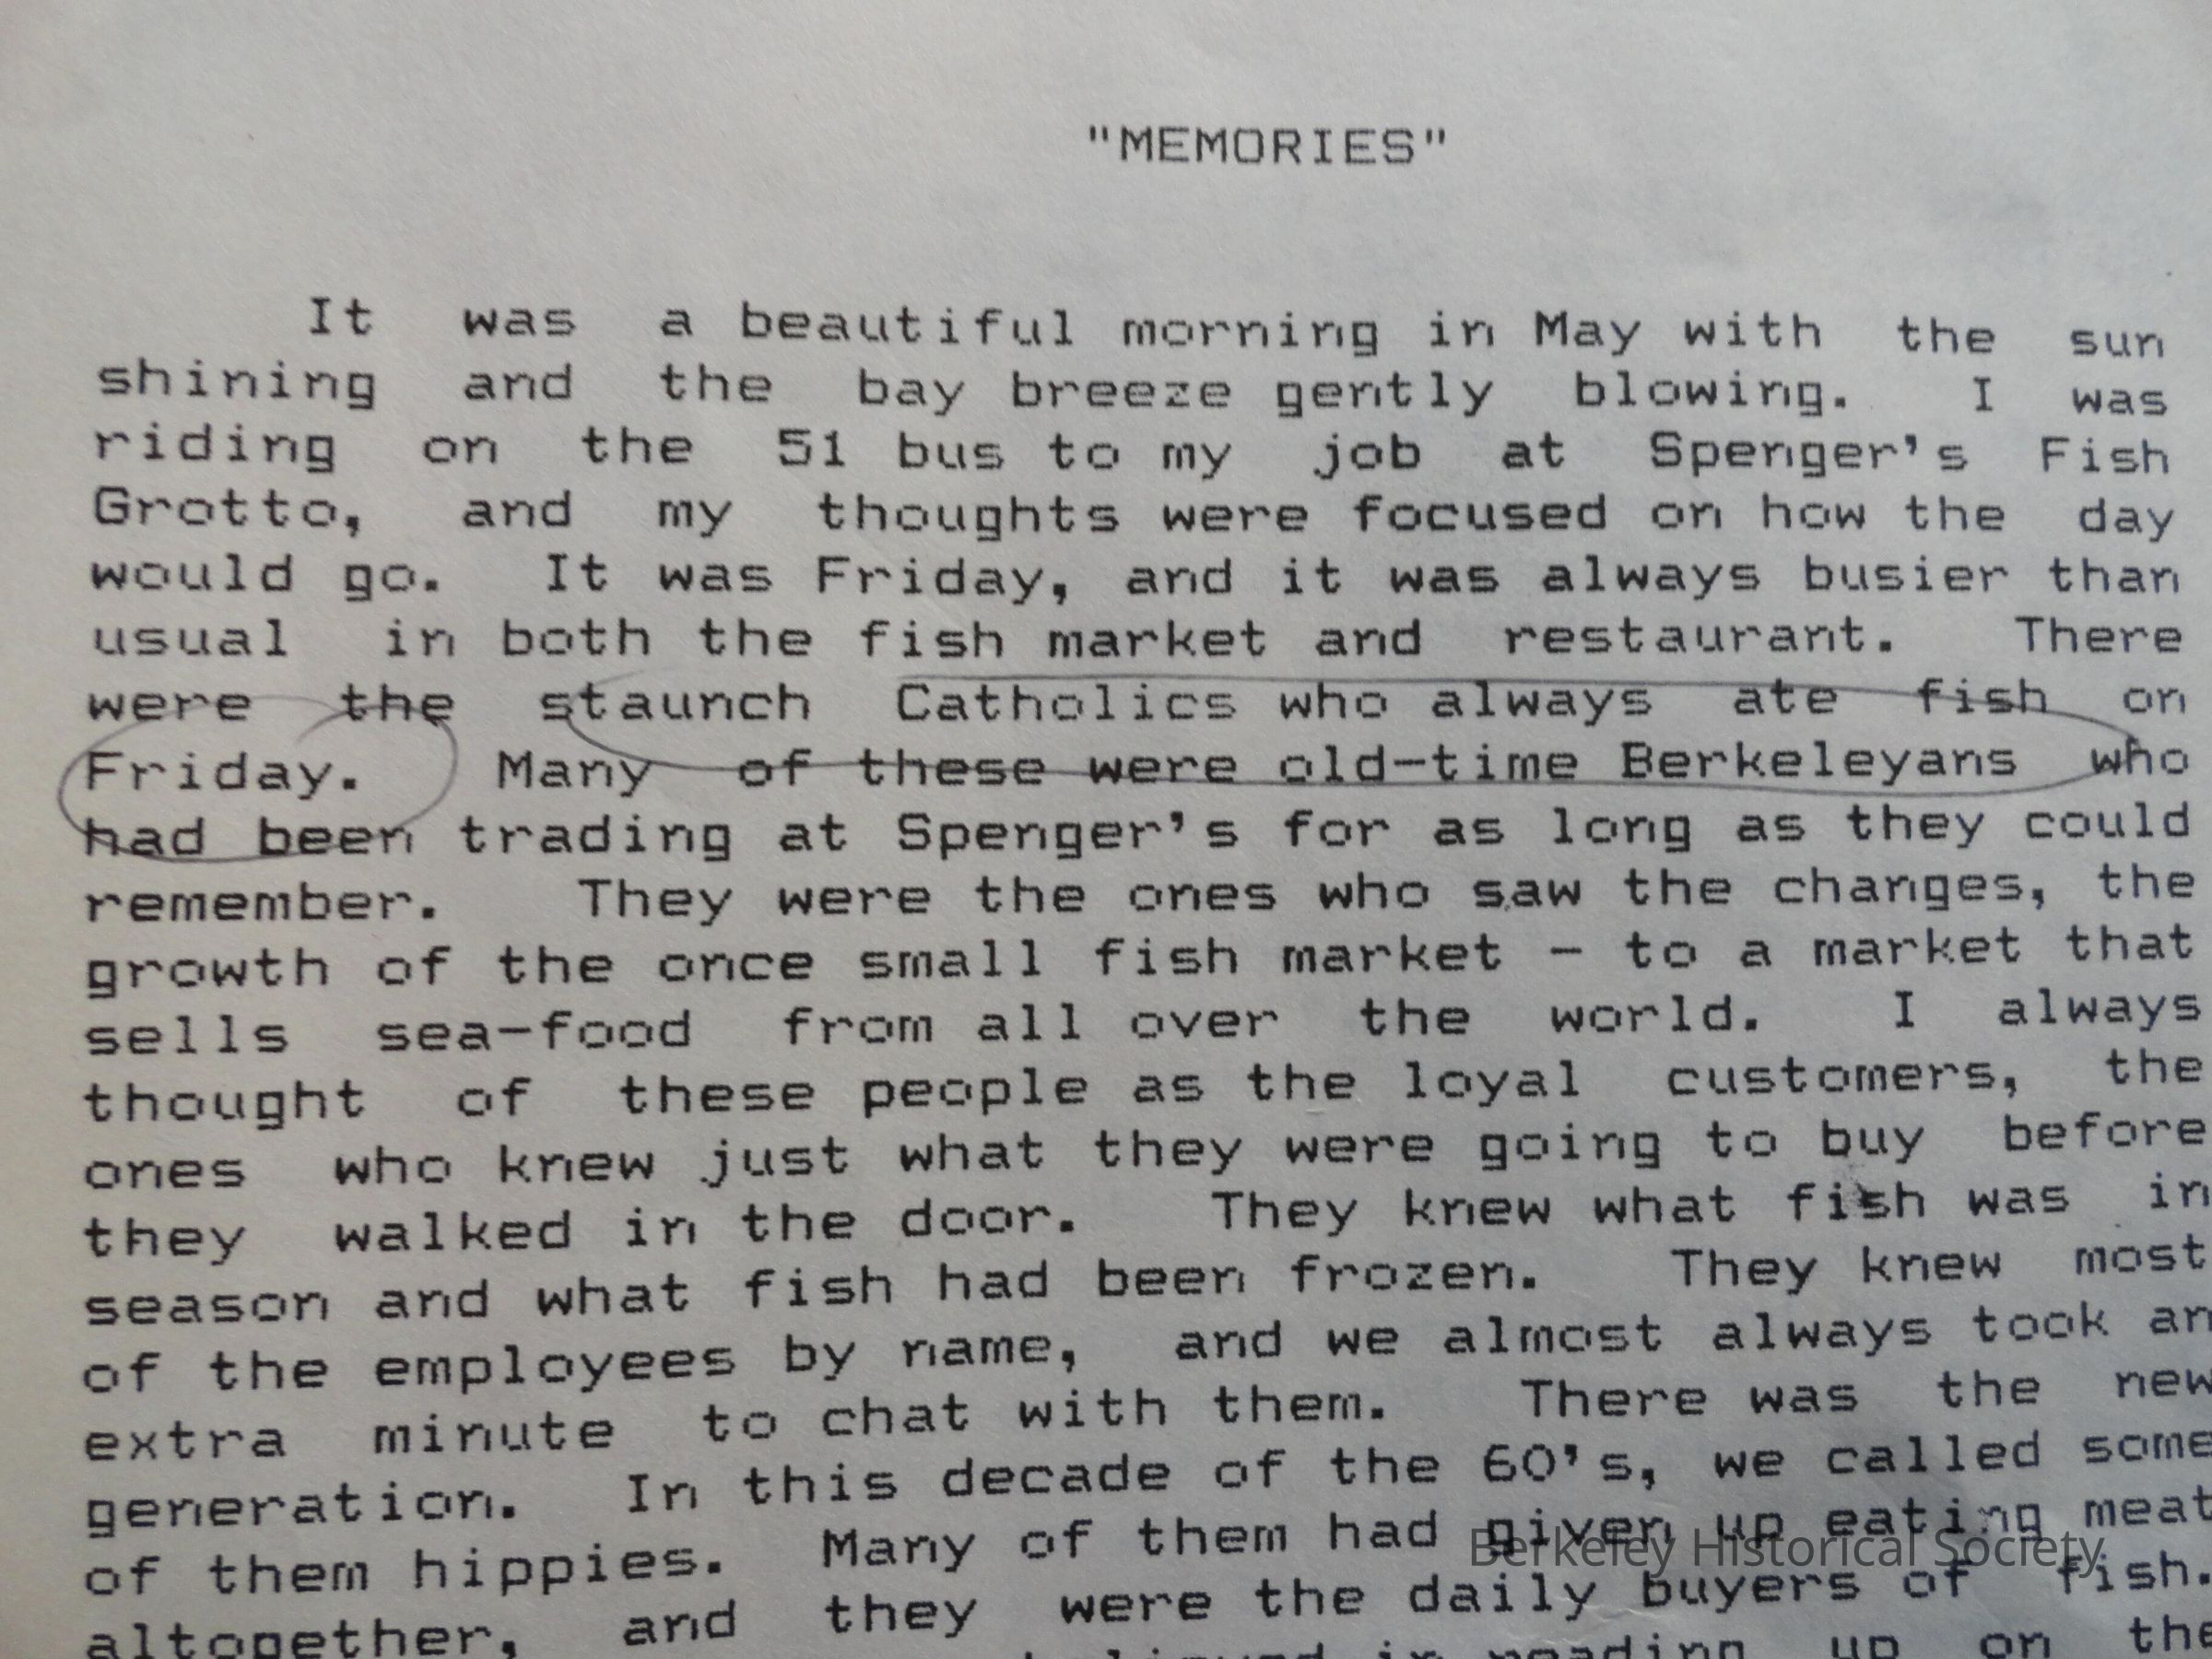 "MEMORIES"
It was a beautiful morning in May with the sun
shining and the bay breeze gently blowing. I was
riding on the 51 bus to my job at Spenger's Fish
Grotto, and my thoughts were focused on how the day
would go. It was Friday, and it was always busier than
usual in both the fish market and restaurant. There
were the staunch Catholics who always ate fish on
Friday. Many of these were old-time Berkeleyans who
had been trading at Spenger's for as long as they could
remember. They were the ones who saw the changes, the
growth of the once small fish market - to a market that
sells sea-food from all over the world. I always
thought of these people as the loyal customers, the
ones who knew just what they were going to buy before
they walked in the door. They knew what fish was in
season and what fish had been frozen. They knew most
of the employees by name, and we almost always took an
extra minute to chat with them. There was the new
generation. In this decade of the 60's, we called some
of them hippies. Many of them had given up eating meat
altogether, and they were the daily buyers of fish.
believed in reading up on the
Berkeley Historical Society